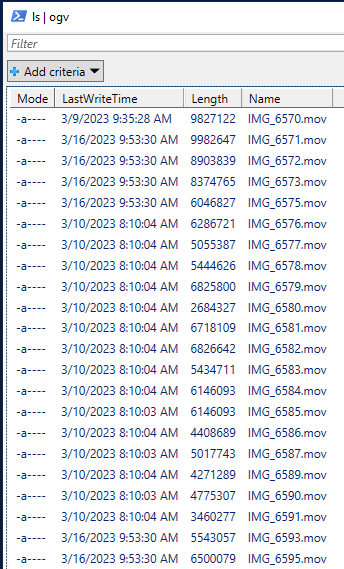 ls | ogv
Filter
Add criteria
Mode LastWriteTime Length Name
-a---- 3/9/2023 9:35:28 AM 9827122 IMG_6570.mov
-a---- 3/16/2023 9:53:30 AM 9982647 IMG_6571.mov
-a---- 3/16/2023 9:53:30 AM 8903839 IMG_6572.mov
-a---- 3/16/2023 9:53:30 AM 8374765 IMG_6573.mov
-a---- 3/16/2023 9:53:30 AM 6046827 IMG_6575.mov
-a---- 3/10/2023 8:10:04 AM 6286721 IMG_6576.mov
-a---- 3/10/2023 8:10:04 AM 5055387 IMG_6577.mov
-a---- 3/10/2023 8:10:04 AM 5444626 IMG_6578.mov
-a---- 3/10/2023 8:10:04 AM 6825800 IMG_6579.mov
-a---- 3/10/2023 8:10:04 AM 2684327 IMG_6580.mov
-a---- 3/10/2023 8:10:04 AM 6718109 IMG_6581.mov
-a---- 3/10/2023 8:10:04 AM 6826642 IMG_6582.mov
-a---- 3/10/2023 8:10:04 AM 5434711 IMG_6583.mov
-a---- 3/10/2023 8:10:04 AM 6146093 IMG_6584.mov
-a---- 3/10/2023 8:10:03 AM 6146093 IMG_6585.mov
-a---- 3/10/2023 8:10:04 AM 4408689 IMG_6586.mov
-a---- 3/10/2023 8:10:03 AM 5017743 IMG_6587.mov
-a---- 3/10/2023 8:10:04 AM 4271289 IMG_6589.mov
-a---- 3/10/2023 8:10:03 AM 4775307 IMG_6590.mov
-a---- 3/10/2023 8:10:04 AM 3460277 IMG_6591.mov
-a---- 3/16/2023 9:53:30 AM 5543057 IMG_6593.mov
-a---- 3/16/2023 9:53:30 AM 6500079 IMG_6595.mov